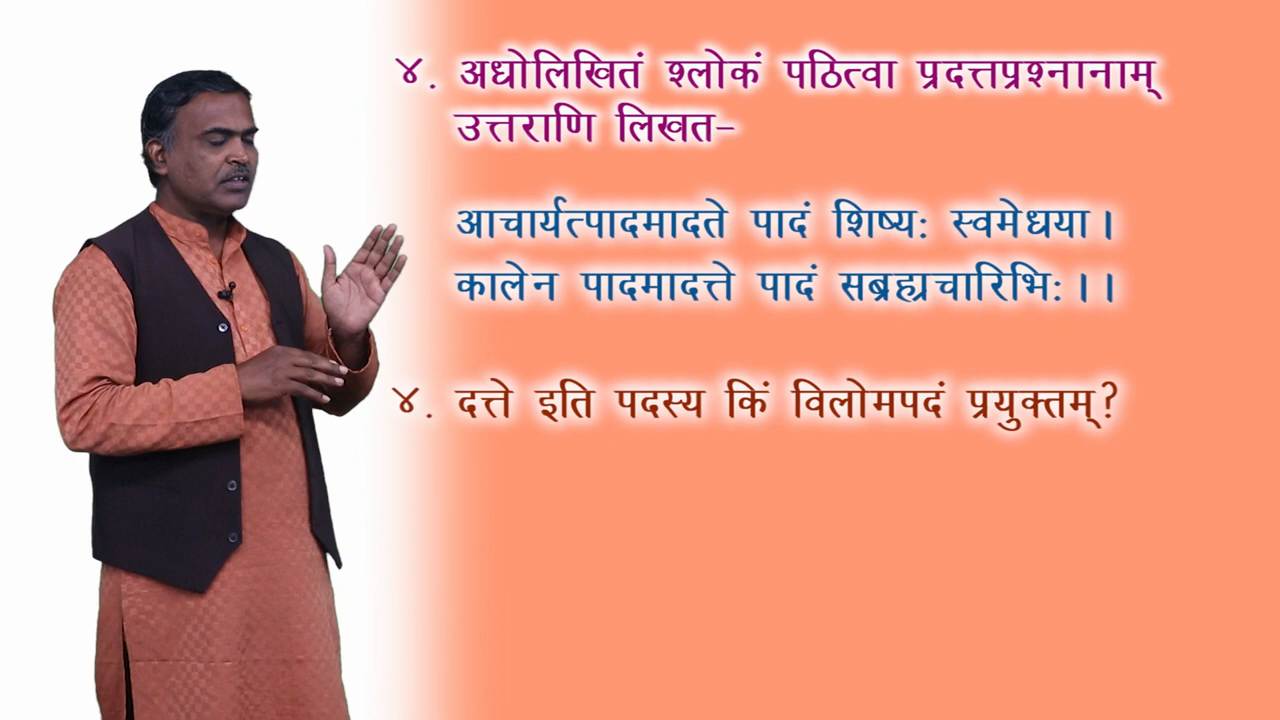 ४. अधोलिखितं श्लोकं पठित्वा प्रदत्तप्रश्नानाम्
उत्तराणि लिखत-
आचार्यत्पादमादते पादं शिष्यः स्वमेधया।
कालेन पादमादत्ते पादं सब्रह्यचारिभिः।।
४. दत्ते इति पदस्य किं विलोमपदं प्रयुक्तम्?